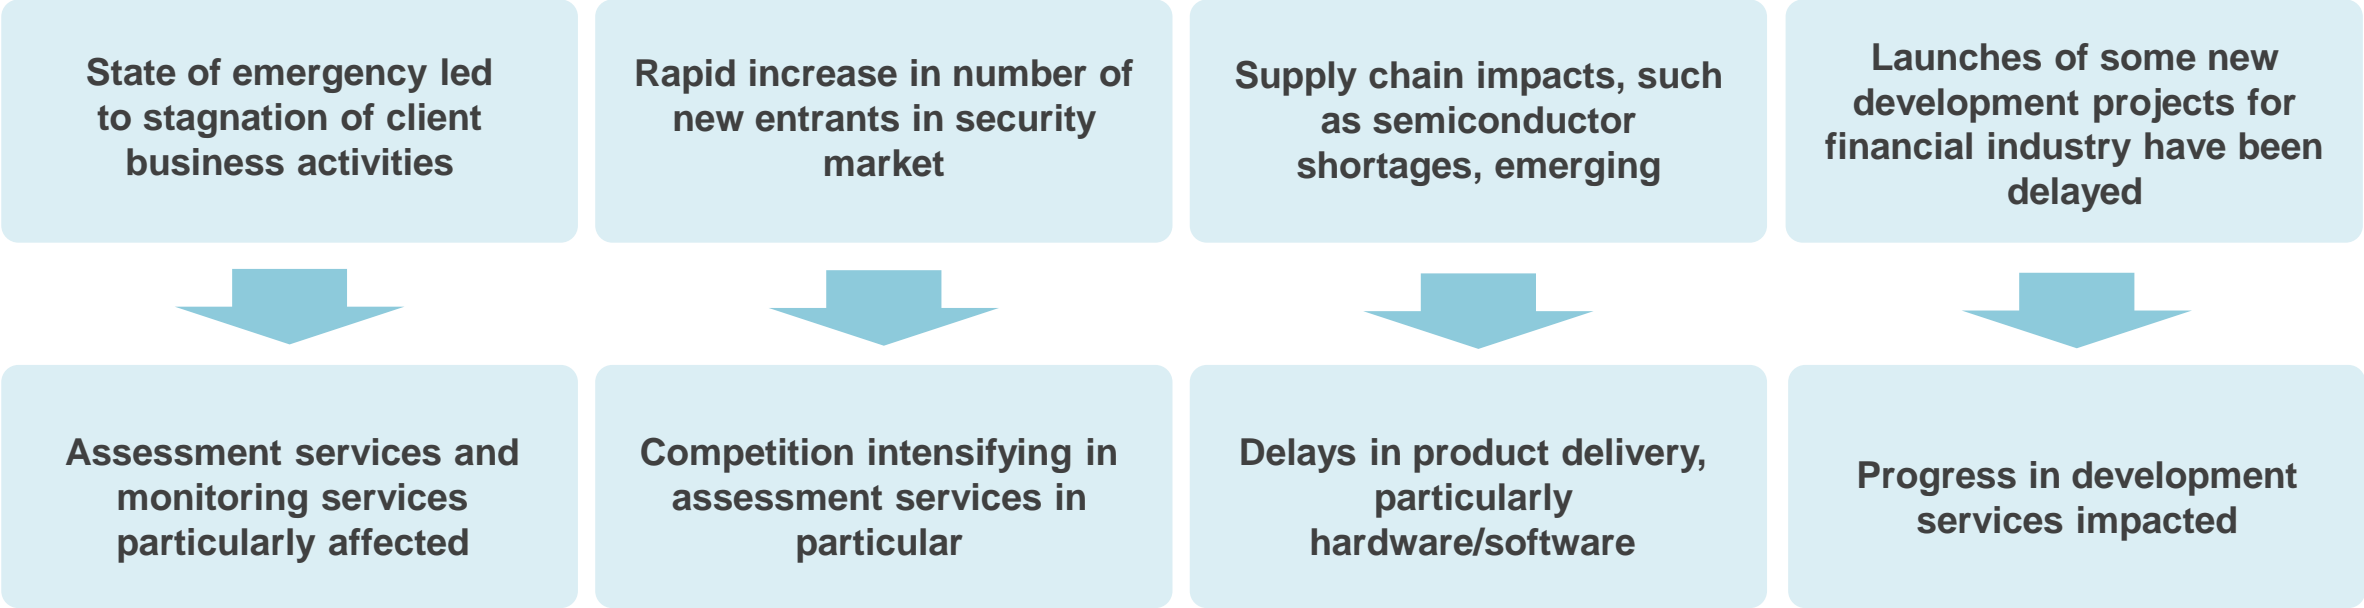 State of emergency led
to stagnation of client
business activities
Rapid increase in number of
new entrants in security
market
Supply chain impacts, such
as semiconductor
shortages, emerging
Launches of some new
development projects for
financial industry have been
delayed
Assessment services and
monitoring services
particularly affected
Competition intensifying in
assessment services in
particular
Delays in product delivery,
particularly
hardware/software
Progress in development
services impacted